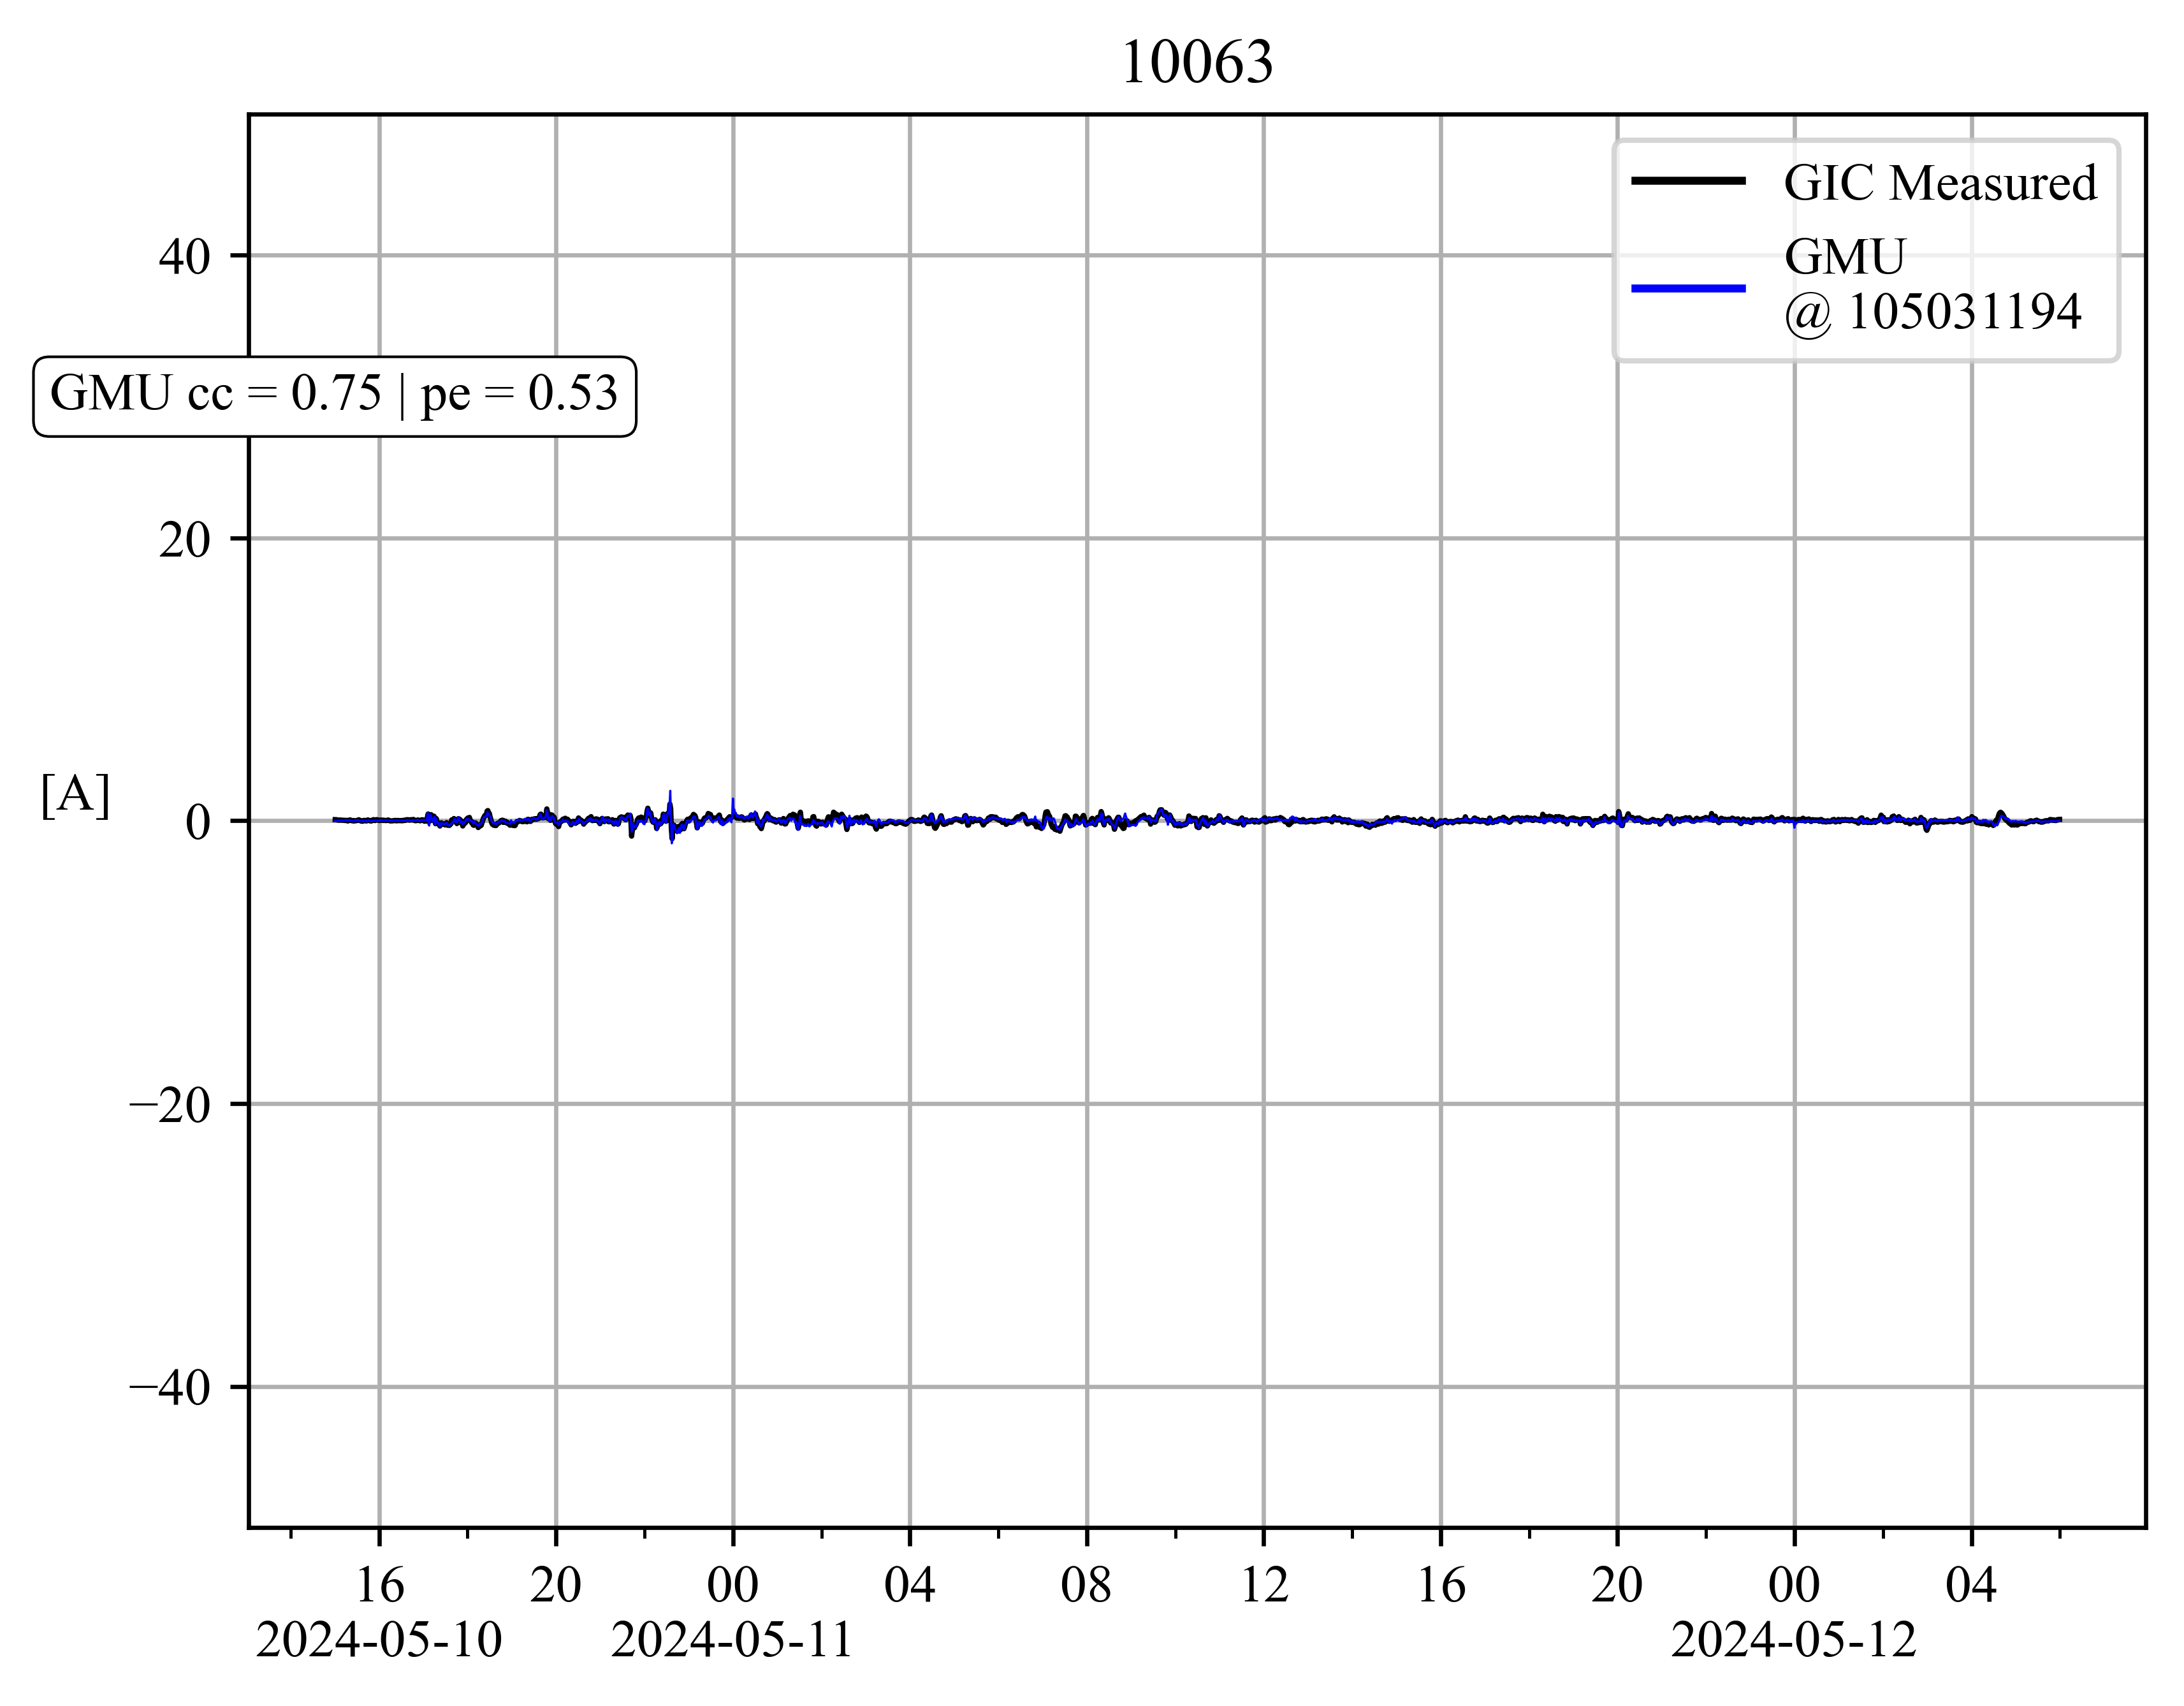 10063
GIC Measured
GMU
@ 105031194
GMU cc = 0.75 | pe = 0.53
[A]
40
20
0
−20
−40
16 20 00 04 08 12 16 20 00 04
2024-05-10 2024-05-11 2024-05-12